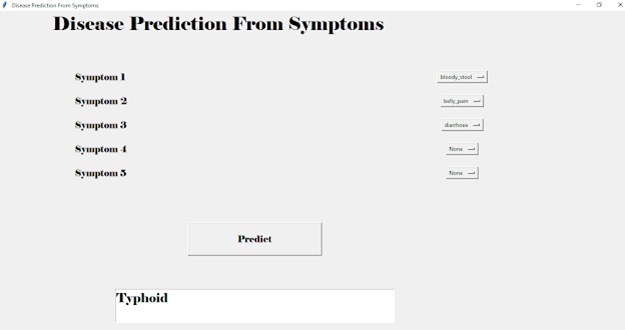 Disease Prediction From Symptoms
Disease Prediction From Symptoms
Symptom 1 bloody_stool
Symptom 2 belly_pain
Symptom 3 diarrhoea
Symptom 4 None
Symptom 5 None
Predict
Typhoid